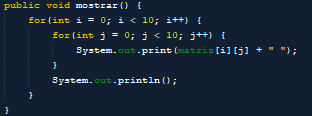 public void mostrar() {
for(int i = 0; i < 10; i++) {
for(int j = 0; j < 10; j++) {
System.out.print(matriz[i][j] + " ");
}
System.out.println();
}
}